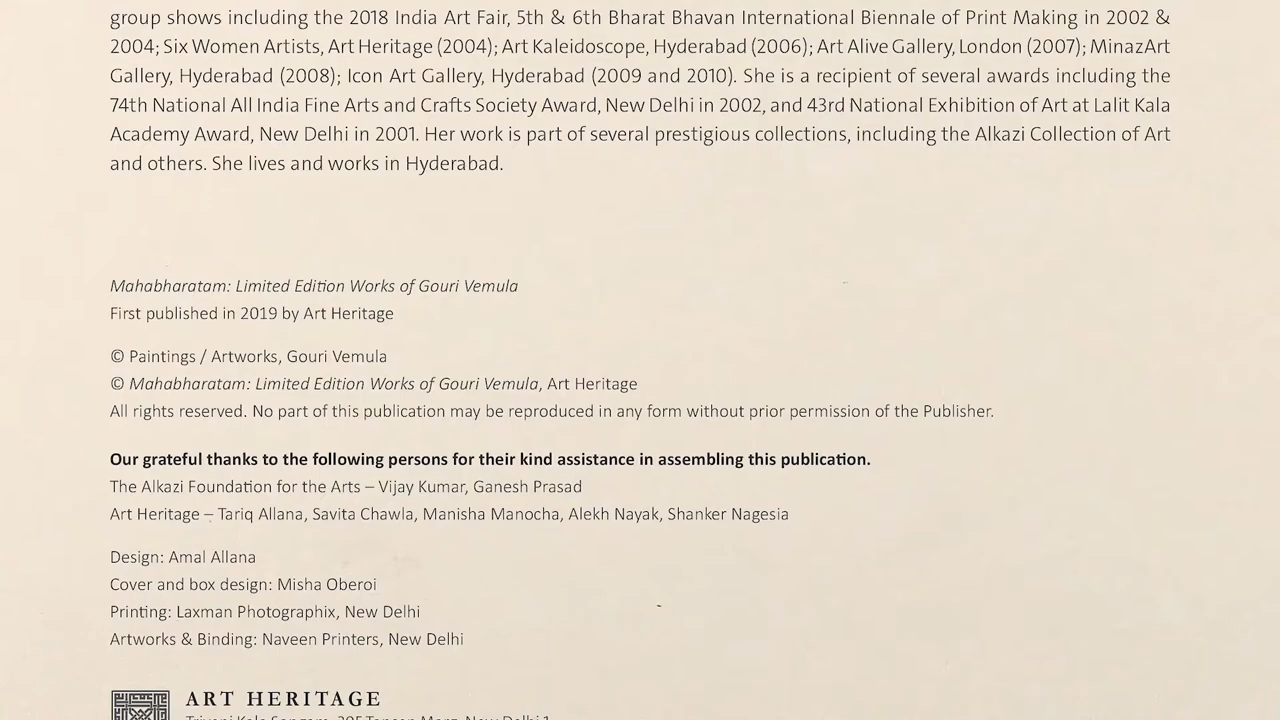 group shows including the 2018 India Art Fair, 5th & 6th Bharat Bhavan International Biennale of Print Making in 2002 &
2004; Six Women Artists, Art Heritage (2004); Art Kaleidoscope, Hyderabad (2006); Art Alive Gallery, London (2007); MinazArt
Gallery, Hyderabad (2008); Icon Art Gallery, Hyderabad (2009 and 2010). She is a recipient of several awards including the
74th National All India Fine Arts and Crafts Society Award, New Delhi in 2002, and 43rd National Exhibition of Art at Lalit Kala
Academy Award, New Delhi in 2001. Her work is part of several prestigious collections, including the Alkazi Collection of Art
and others. She lives and works in Hyderabad.
Mahabharatam: Limited Edition Works of Gouri Vemula
First published in 2019 by Art Heritage
© Paintings / Artworks, Gouri Vemula
© Mahabharatam: Limited Edition Works of Gouri Vemula, Art Heritage
All rights reserved. No part of this publication may be reproduced in any form without prior permission of the Publisher.
Our grateful thanks to the following persons for their kind assistance in assembling this publication.
The Alkazi Foundation for the Arts – Vijay Kumar, Ganesh Prasad
Art Heritage – Tariq Allana, Savita Chawla, Manisha Manocha, Alekh Nayak, Shanker Nagesia
Design: Amal Allana
Cover and box design: Misha Oberoi
Printing: Laxman Photographix, New Delhi
Artworks & Binding: Naveen Printers, New Delhi
ART HERITAGE
Triveni Kala Sangam, 205 Tansen Marg, New Delhi 1